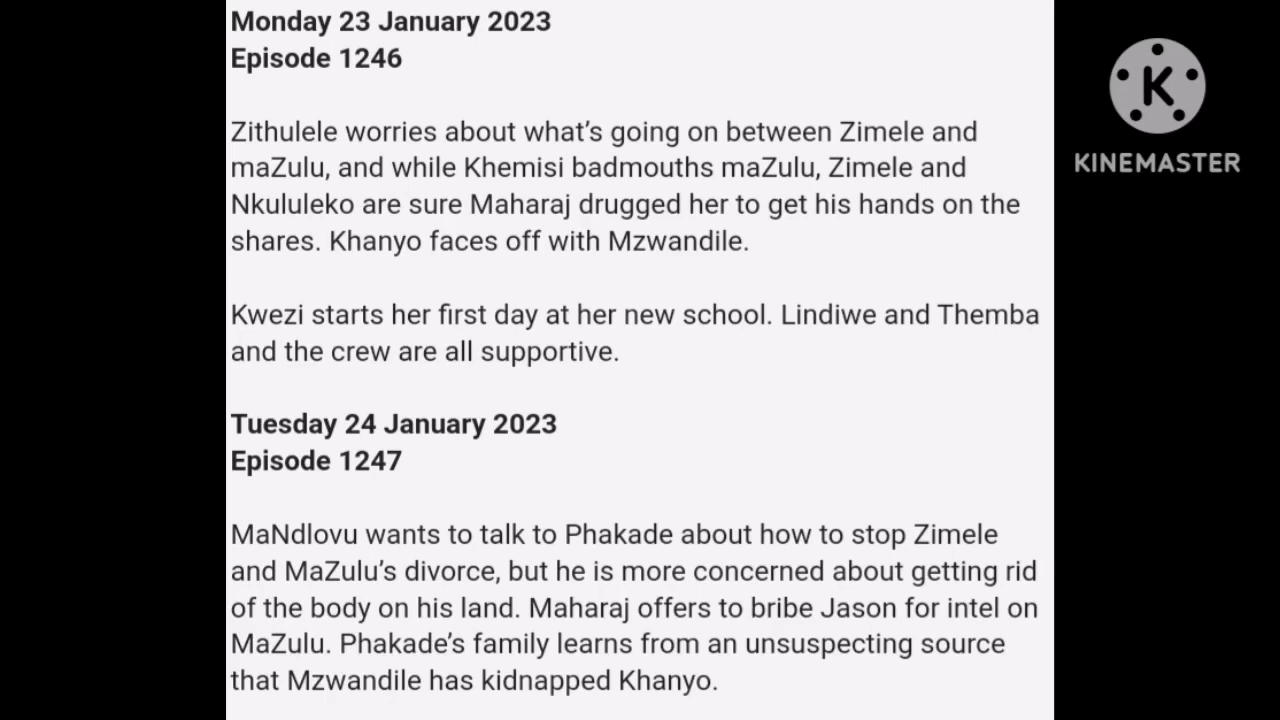 Monday 23 January 2023
Episode 1246
Zithulele worries about what's going on between Zimele and
maZulu, and while Khemisi badmouths maZulu, Zimele and
Nkululeko are sure Maharaj drugged her to get his hands on the
shares. Khanyo faces off with Mzwandile.
Kwezi starts her first day at her new school. Lindiwe and Themba
and the crew are all supportive.
Tuesday 24 January 2023
Episode 1247
MaNdlovu wants to talk to Phakade about how to stop Zimele
and MaZulu's divorce, but he is more concerned about getting rid
of the body on his land. Maharaj offers to bribe Jason for intel on
MaZulu. Phakade's family learns from an unsuspecting source
that Mzwandile has kidnapped Khanyo.
K
KINEMASTER